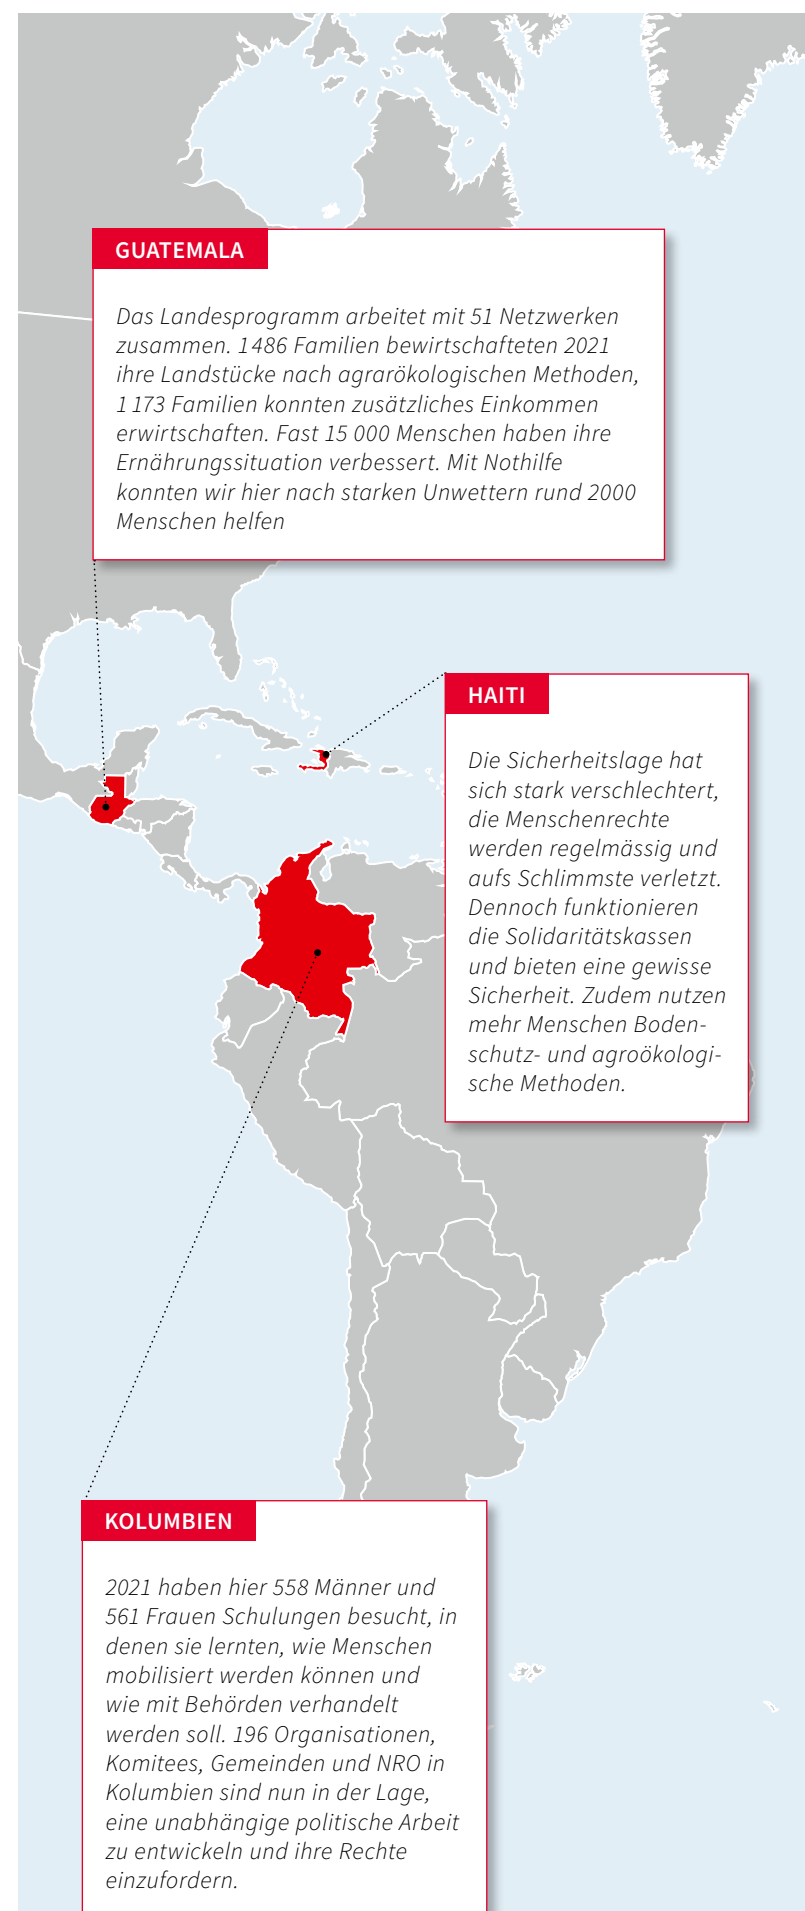 GUATEMALA
Das Landesprogramm arbeitet mit 51 Netzwerken
zusammen. 1486 Familien bewirtschafteten 2021
ihre Landstücke nach agrarökologischen Methoden,
1 173 Familien konnten zusätzliches Einkommen
erwirtschaften. Fast 15 000 Menschen haben ihre
Ernährungssituation verbessert. Mit Nothilfe
konnten wir hier nach starken Unwettern rund 2000
Menschen helfen
HAITI
Die Sicherheitslage hat
sich stark verschlechtert,
die Menschenrechte
werden regelmässig und
aufs Schlimmste verletzt.
Dennoch funktionieren
die Solidaritätskassen
und bieten eine gewisse
Sicherheit. Zudem nutzen
mehr Menschen Boden-
schutz- und agroökologi-
sche Methoden.
KOLUMBIEN
2021 haben hier 558 Männer und
561 Frauen Schulungen besucht, in
denen sie lernten, wie Menschen
mobilisiert werden können und
wie mit Behörden verhandelt
werden soll. 196 Organisationen,
Komitees, Gemeinden und NRO in
Kolumbien sind nun in der Lage,
eine unabhängige politische Arbeit
zu entwickeln und ihre Rechte
einzufordern.